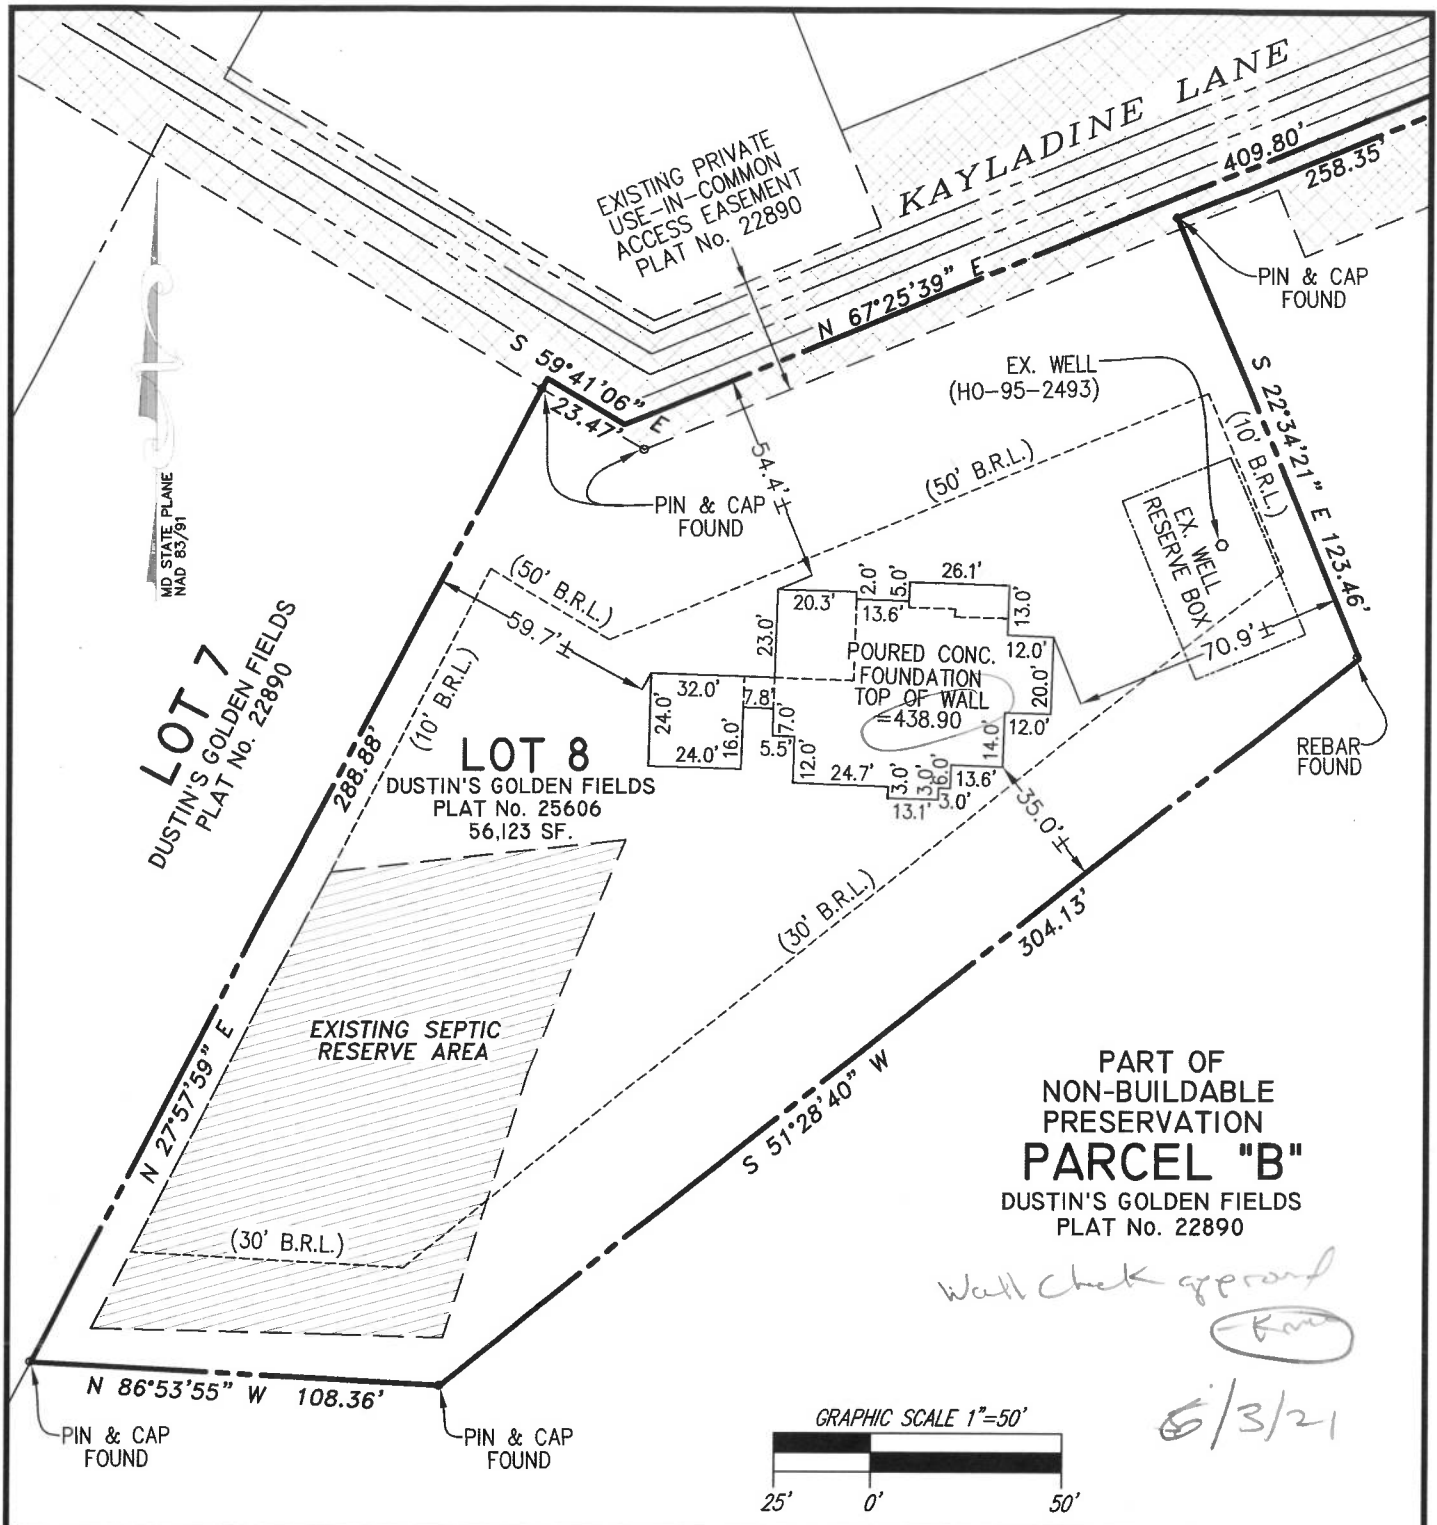 KAYLADINE LANE
409.80'
258.35'
EXISTING PRIVATE
USE-IN-COMMON
ACCESS EASEMENT
PLAT No. 22890
N 67°25'39" E
PIN & CAP
FOUND
S 59°41'06" E
23.47'
EX. WELL
(HO-95-2493)
S 22°34'21" E 123.46'
(10' B.R.L.)
54.4'±
(50' B.R.L.)
PIN & CAP
FOUND
MD STATE PLANE
NAD 83/91
EX. WELL
RESERVE BOX
(50' B.R.L.)
59.7'±
(10' B.R.L.)
70.9'±
20.3'
2.0'
5.0'
26.1'
13.6'
13.0'
23.0'
12.0'
POURED CONC.
FOUNDATION
TOP OF WALL
=438.90
20.0'
32.0'
7.8'
24.0'
16.0'
7.0'
12.0'
14.0'
24.0'
5.5'
12.0'
24.7'
3.0'
3.0'
6.0'
13.6'
13.1'
3.0'
35.0'±
REBAR
FOUND
LOT 7
DUSTIN'S GOLDEN FIELDS
PLAT No. 22890
288.88'
LOT 8
DUSTIN'S GOLDEN FIELDS
PLAT No. 25606
56,123 SF.
(30' B.R.L.)
304.13'
EXISTING SEPTIC
RESERVE AREA
N 27°57'59" E
S 51°28'40" W
PART OF
NON-BUILDABLE
PRESERVATION
PARCEL "B"
DUSTIN'S GOLDEN FIELDS
PLAT No. 22890
(30' B.R.L.)
Wall Check approved
N 86°53'55" W 108.36'
PIN & CAP
FOUND
PIN & CAP
FOUND
/3/21
GRAPHIC SCALE 1"=50'
25' 0' 50'